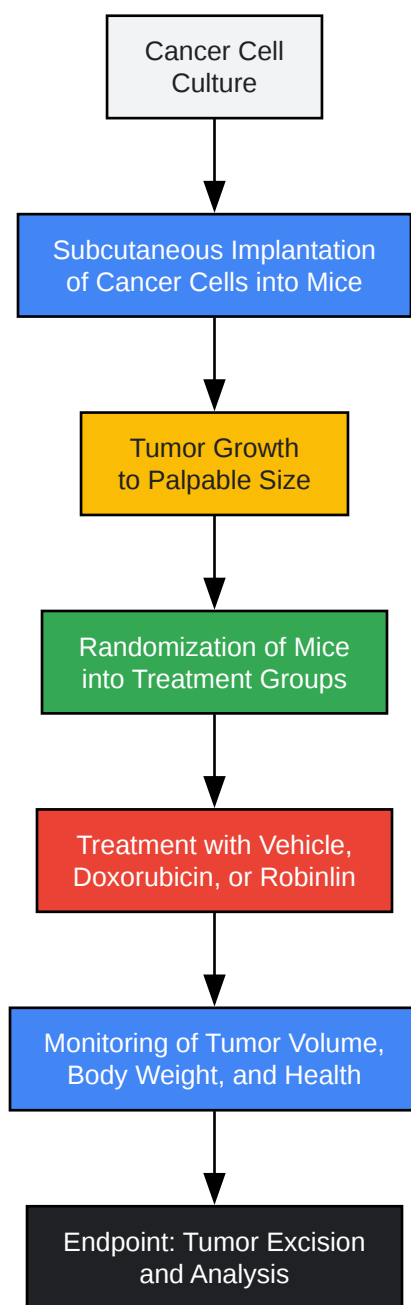 Cancer Cell
Culture
Subcutaneous Implantation
of Cancer Cells into Mice
Tumor Growth
to Palpable Size
Randomization of Mice
into Treatment Groups
Treatment with Vehicle,
Doxorubicin, or Robinlin
Monitoring of Tumor Volume,
Body Weight, and Health
Endpoint: Tumor Excision
and Analysis